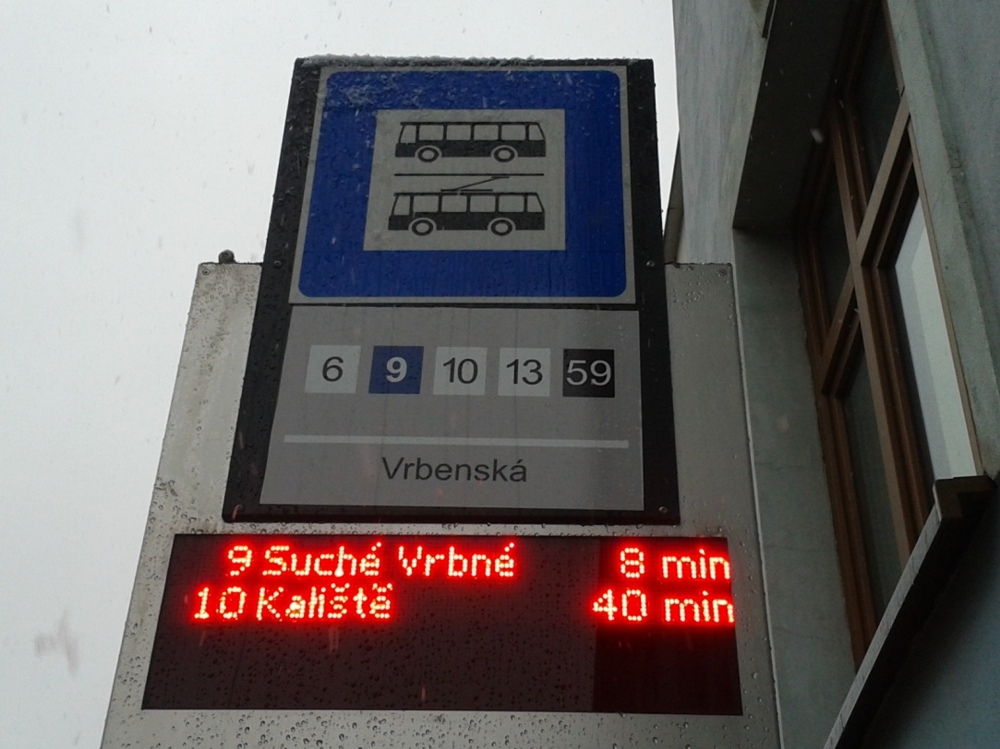 6 9 10 13 59
Vrbenská
9 Suché Vrbné 8 min
10 Kaliště 40 min